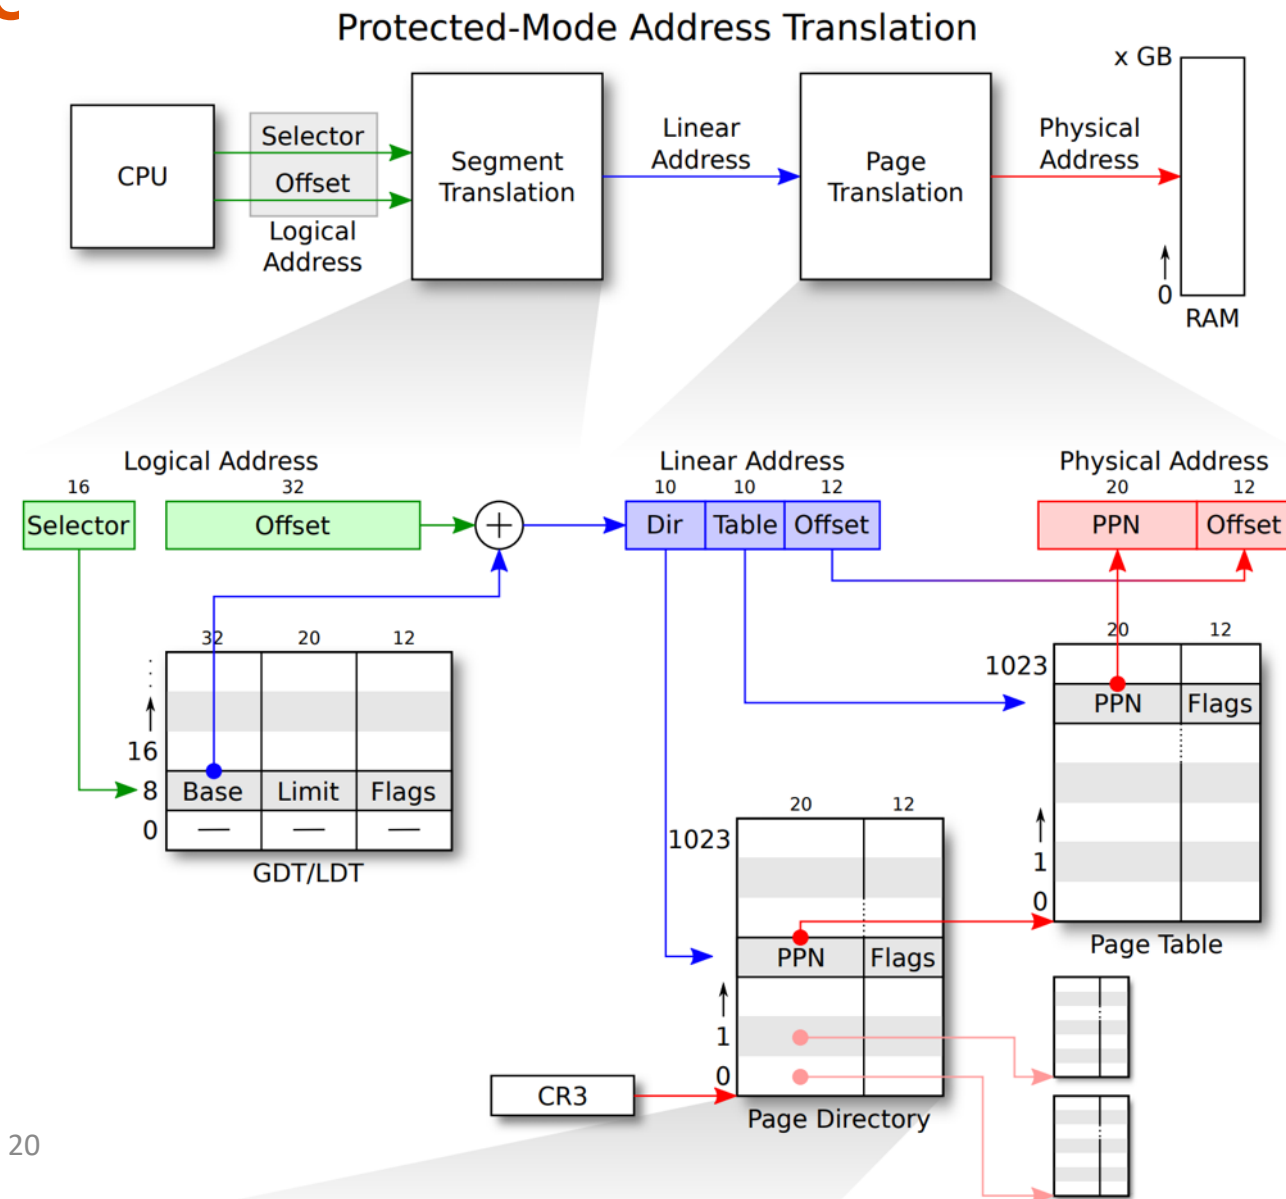 Protected-Mode Address Translation
x GB
CPU
Selector
Offset
Logical
Address
Segment
Translation
Linear
Address
Page
Translation
Physical
Address
0
RAM
Logical Address
16
32
Selector
Offset
+
32
20
12
16
8
0
Base
Limit
Flags
— — —
GDT/LDT
Linear Address
10
10
12
Dir
Table
Offset
Physical Address
20
12
PPN
Offset
20
12
1023
PPN
Flags
1
0
Page Table
20
12
1023
PPN
Flags
1
0
CR3
Page Directory
20